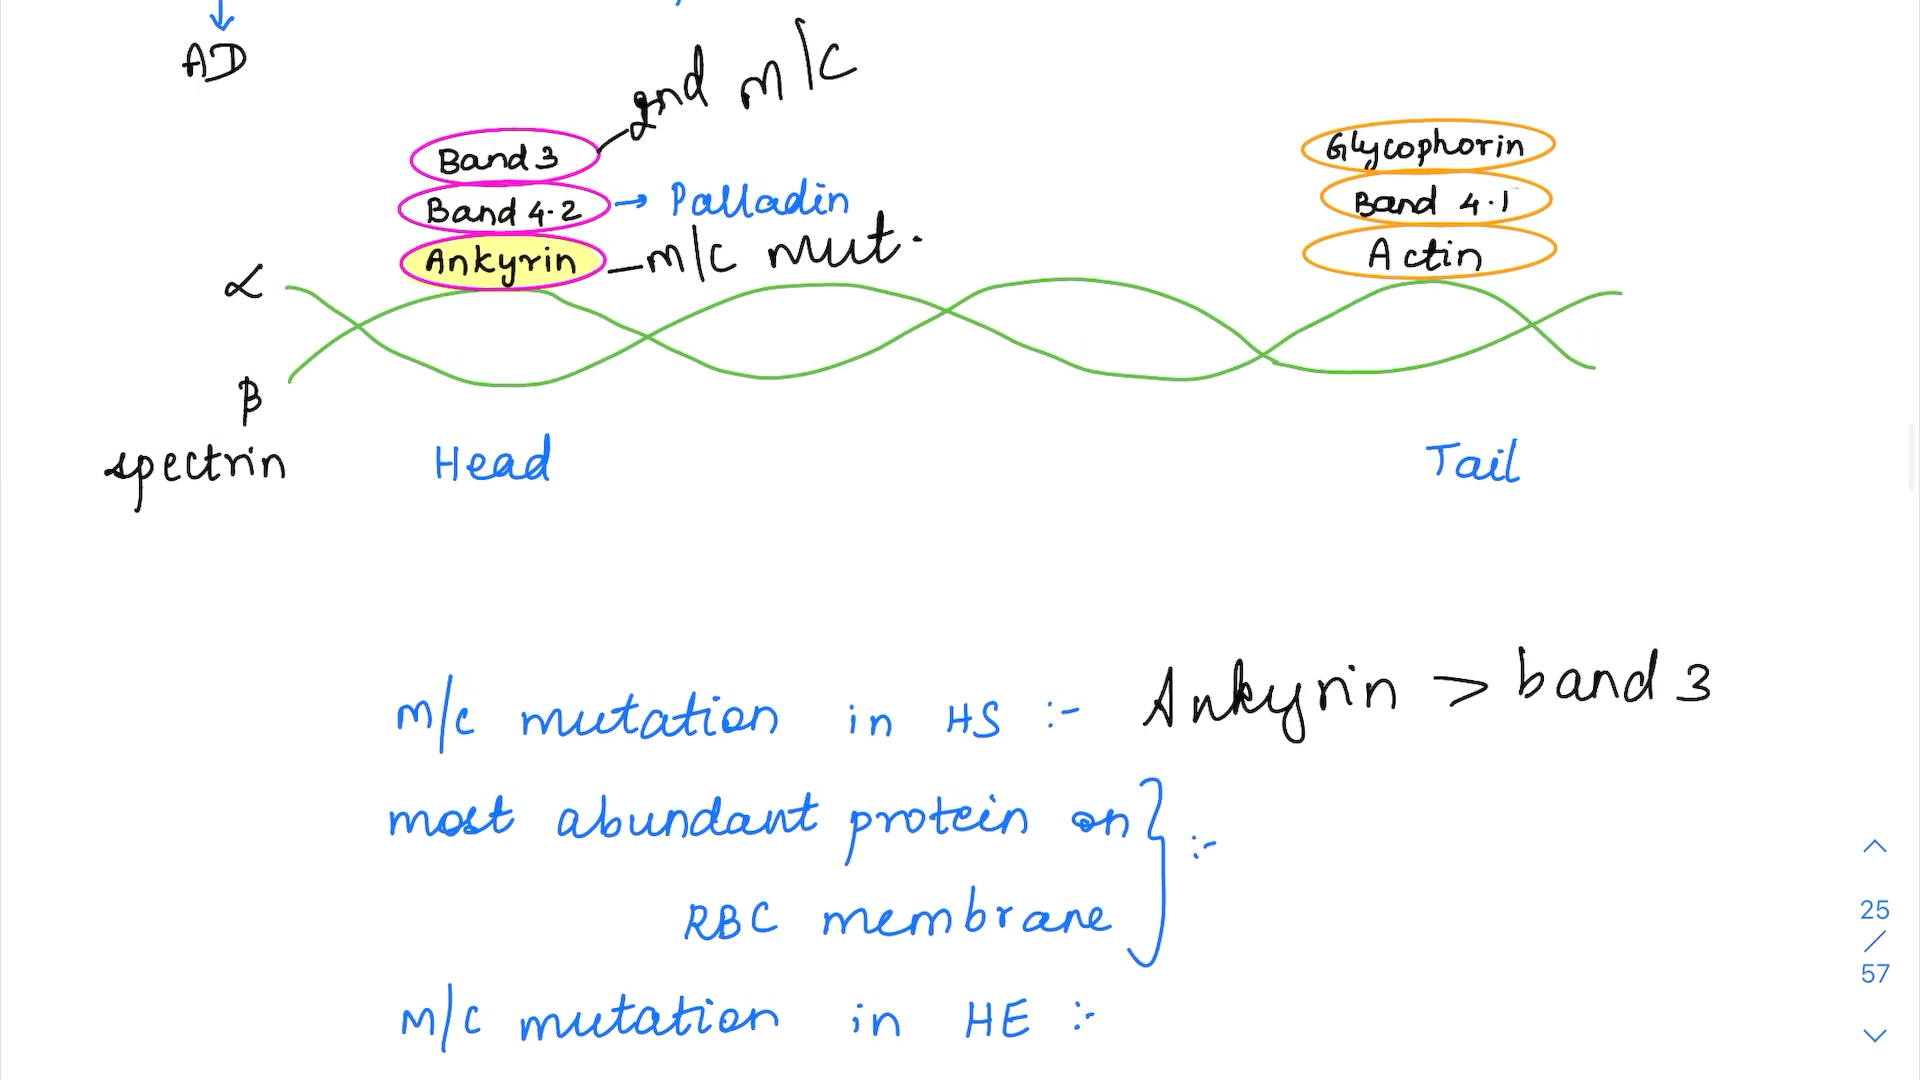 AD
2nd m/c
Band 3
Glycophorin
Band 4.2 → Palladin
Band 4.1
Ankyrin – m/c mut.
Actin
α
β
spectrin
Head
Tail
m/c mutation in HS :- Ankyrin > band 3
most abundant protein on } :-
RBC membrane
m/c mutation in HE :-
25
/
57